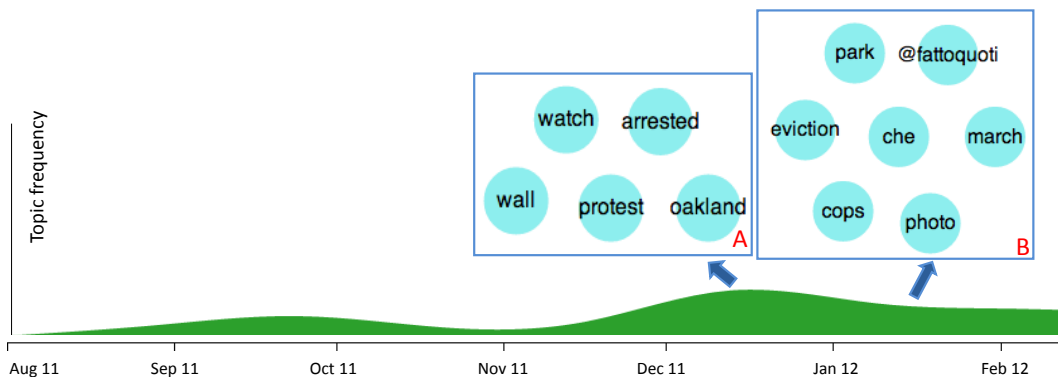 Topic frequency
watch arrested
wall protest oakland
A
park @fattoquoti
eviction che march
cops photo
B
Aug 11 Sep 11 Oct 11 Nov 11 Dec 11 Jan 12 Feb 12